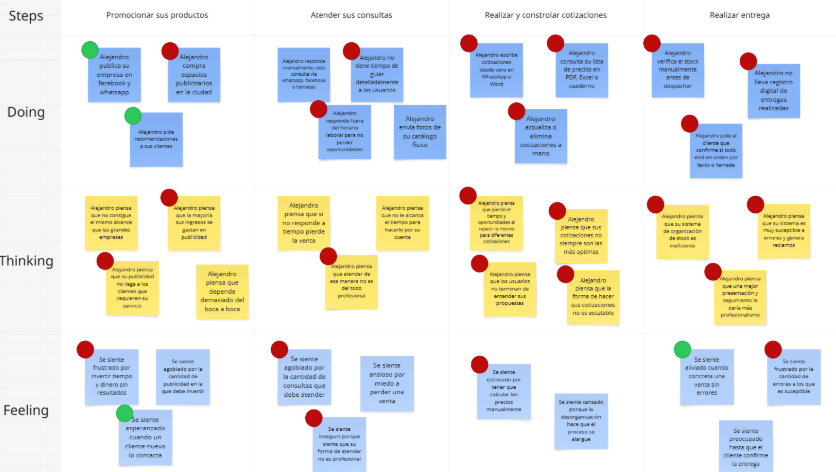 Steps
Promocionar sus productos
Atender sus consultas
Realizar y constrolar cotizaciones
Realizar entrega
Doing
Alejandro
publica su
empresa en
facebook y
whatsapp
Alejandro
compra
espacios
publicitarios
en la ciudad
Alejandro pide
recomendaciones
a sus clientes
Alejandro responde
manualmente cada
consulta vía
whatsapp, facebook
o llamadas
Alejandro no
tiene tiempo de
guiar
detalladamente
a los usuarios
Alejandro
responde fuera
del horario
laboral para no
perder
oportunidades
Alejandro
envía fotos de
su catálogo
físico
Alejandro escribe
cotizaciones
desde cero en
WhatsApp o
Word
Alejandro
consulta su lista
de precios en
PDF, Excel o
cuaderno
Alejandro
actualiza o
elimina
cotizaciones a
mano
Alejandro
verifica el stock
manualmente
antes de
despachar
Alejandro no
lleva registro
digital de
entregas
realizadas
Alejandro pide al
cliente que
confirme si todo
está en orden por
texto o llamada
Thinking
Alejandro piensa
que no consigue
el mismo alcance
que las grandes
empresas
Alejandro piensa
que la mayoría
sus ingresos se
gastan en
publicidad
Alejandro piensa
que su publicidad
no llega a los
clientes que
requieren su
servicio
Alejandro
piensa que
depende
demasiado del
boca a boca
Alejandro
piensa que si
no responde a
tiempo pierde
la venta
Alejandro piensa
que no le alcanza
el tiempo para
hacerlo por su
cuenta
Alejandro piensa
que atender de
esa manera no es
del todo
profesional
Alejandro piensa
que pierde el
tiempo y
oportunidades al
repetir lo mismo
para diferentes
cotizaciones
Alejandro
piensa que sus
cotizaciones no
siempre son las
más optimas
Alejandro piensa
que los usuarios
no terminan de
entender sus
propuestas
Alejandro
piensa que la
forma de hacer
sus cotizaciones
no es escalable
Alejandro piensa
que su sistema
de organización
de stock es
ineficiente
Alejandro piensa
que su sistema es
muy suceptible a
errores y genera
reclamos
Alejandro piensa
que una mejor
presentación y
seguimiento le
daría más
profesionalismo
Feeling
Se siente
frustrado por
invertir tiempo
y dinero sin
resultados
Se siente
agobiado por la
cantidad de
publicidad en la
que debe invertir
Se siente
esperanzado
cuando un
cliente nuevo
lo contacta
Se siente
agobiado por
la cantidad de
consultas que
debe atender
Se siente
ansioso por
miedo a
perder una
venta
Se siente
inseguro porque
siente que su
forma de atender
no es profesional
Se siente
estresado por
tener que
calcular los
precios
manualmente
Se siente cansado
porque la
desorganización
hace que el
proceso se
alargue
Se siente
aliviado cuando
concreta una
venta sin
errores
Se siente
frustrado por la
cantidad de
errores a los que
es suceptible
Se siente
preocupado
hasta que el
cliente confirme
la entrega